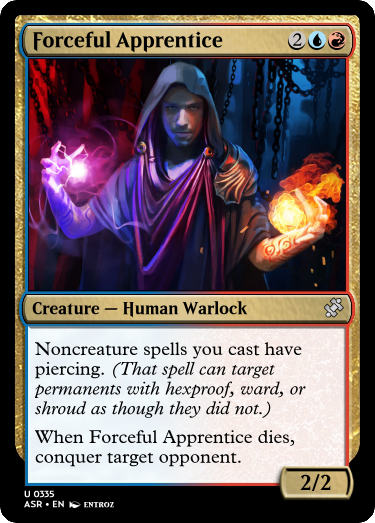 Forceful Apprentice 2
Creature — Human Warlock
Noncreature spells you cast have
piercing. (That spell can target
permanents with hexproof, ward, or
shroud as though they did not.)
When Forceful Apprentice dies,
conquer target opponent.
2/2
U 0335
ASR • EN ENTROZ